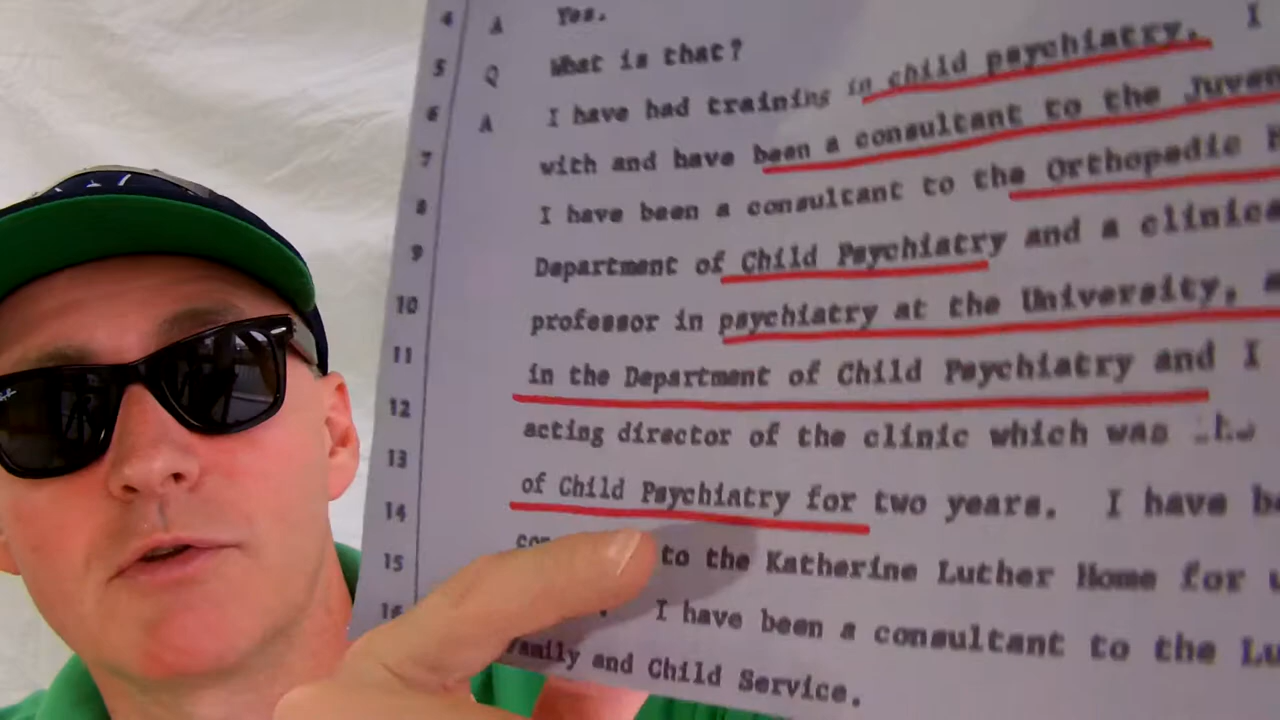 4 A Yes.
5 Q What is that?
6 A I have had training in child psychiatry. I
7 with and have been a consultant to the Juven
8 I have been a consultant to the Orthopedic
9 Department of Child Psychiatry and a clinica
10 professor in psychiatry at the University,
11 in the Department of Child Psychiatry and I
12 acting director of the clinic which was
13 of Child Psychiatry for two years. I have b
14 to the Katherine Luther Home for
15 . I have been a consultant to the Lu
16 Family and Child Service.